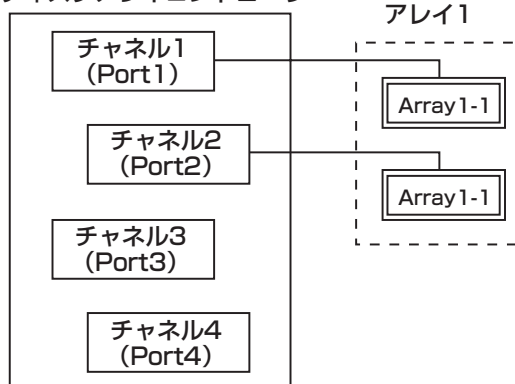 アレイ1
チャネル1
(Port1)
Array1-1
チャネル2
(Port2)
Array1-1
チャネル3
(Port3)
チャネル4
(Port4)